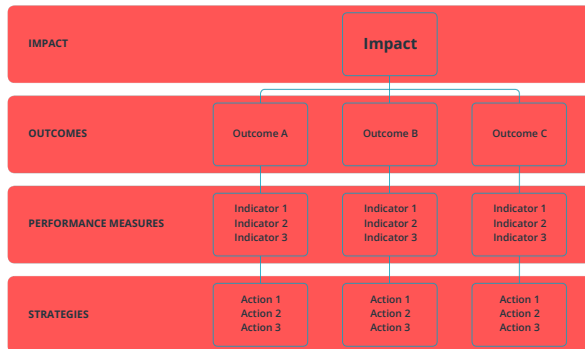 IMPACT
Impact
OUTCOMES
Outcome A
Outcome B
Outcome C
PERFORMANCE MEASURES
Indicator 1
Indicator 2
Indicator 3
Indicator 1
Indicator 2
Indicator 3
Indicator 1
Indicator 2
Indicator 3
STRATEGIES
Action 1
Action 2
Action 3
Action 1
Action 2
Action 3
Action 1
Action 2
Action 3